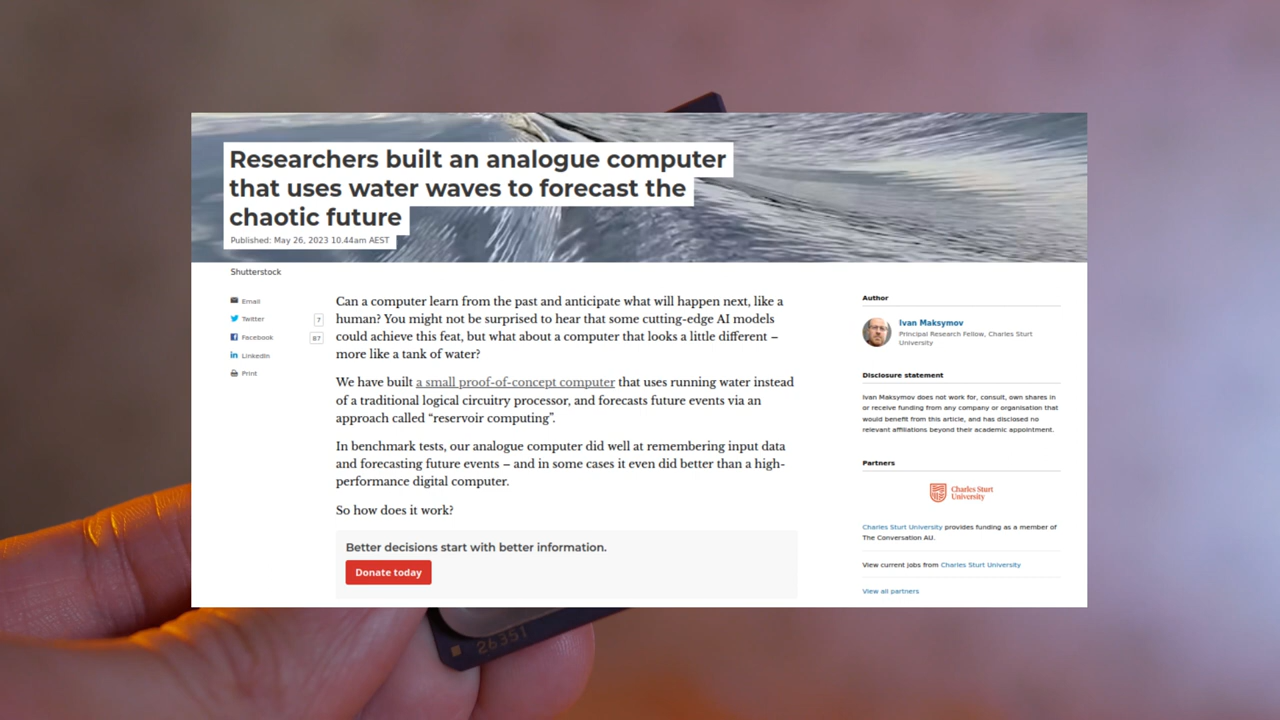 Researchers built an analogue computer
that uses water waves to forecast the
chaotic future
Published: May 26, 2023 10.44am AEST
Shutterstock
Email
Twitter 7
Facebook 87
LinkedIn
Print
Can a computer learn from the past and anticipate what will happen next, like a
human? You might not be surprised to hear that some cutting-edge AI models
could achieve this feat, but what about a computer that looks a little different –
more like a tank of water?
We have built a small proof-of-concept computer that uses running water instead
of a traditional logical circuitry processor, and forecasts future events via an
approach called “reservoir computing”.
In benchmark tests, our analogue computer did well at remembering input data
and forecasting future events – and in some cases it even did better than a high-
performance digital computer.
So how does it work?
Better decisions start with better information.
Donate today
Author
Ivan Maksymov
Principal Research Fellow, Charles Sturt
University
Disclosure statement
Ivan Maksymov does not work for, consult, own shares in
or receive funding from any company or organisation that
would benefit from this article, and has disclosed no
relevant affiliations beyond their academic appointment.
Partners
Charles Sturt
University
Charles Sturt University provides funding as a member of
The Conversation AU.
View current jobs from Charles Sturt University
View all partners
26351